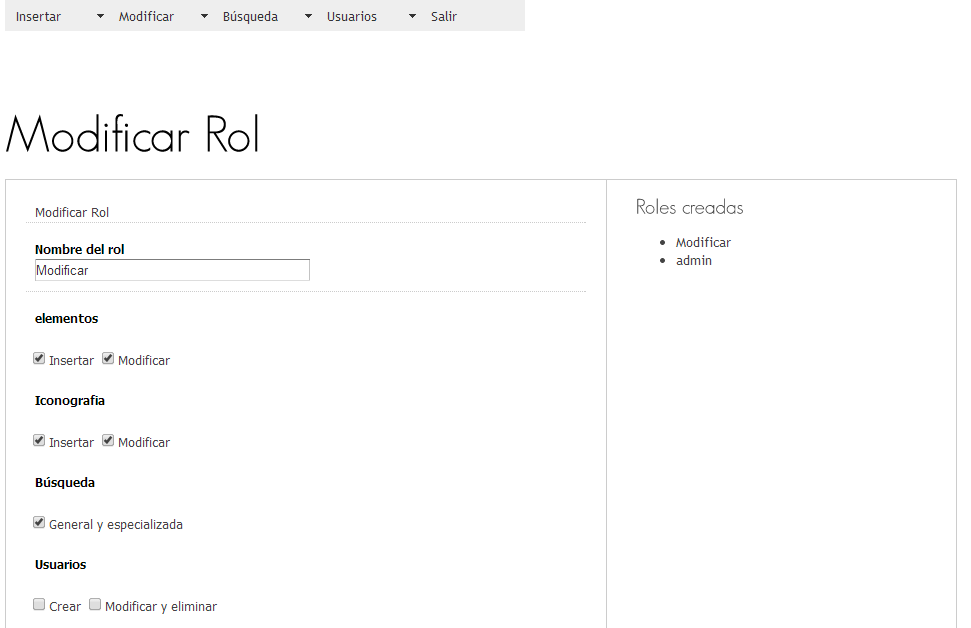 Insertar Modificar Búsqueda Usuarios Salir
Modificar Rol
Modificar Rol
Nombre del rol
Modificar
elementos
Insertar Modificar
Iconografia
Insertar Modificar
Búsqueda
General y especializada
Usuarios
Crear Modificar y eliminar
Roles creadas
Modificar
admin